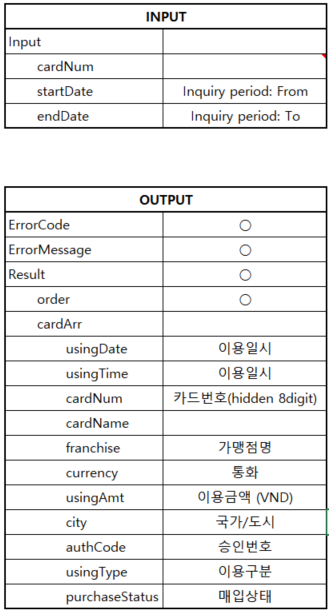 INPUT
Input
cardNum
startDate Inquiry period: From
endDate Inquiry period: To
OUTPUT
ErrorCode ○
ErrorMessage ○
Result ○
order ○
cardArr
usingDate 이용일시
usingTime 이용일시
cardNum 카드번호(hidden 8digit)
cardName
franchise 가맹점명
currency 통화
usingAmt 이용금액 (VND)
city 국가/도시
authCode 승인번호
usingType 이용구분
purchaseStatus 매입상태